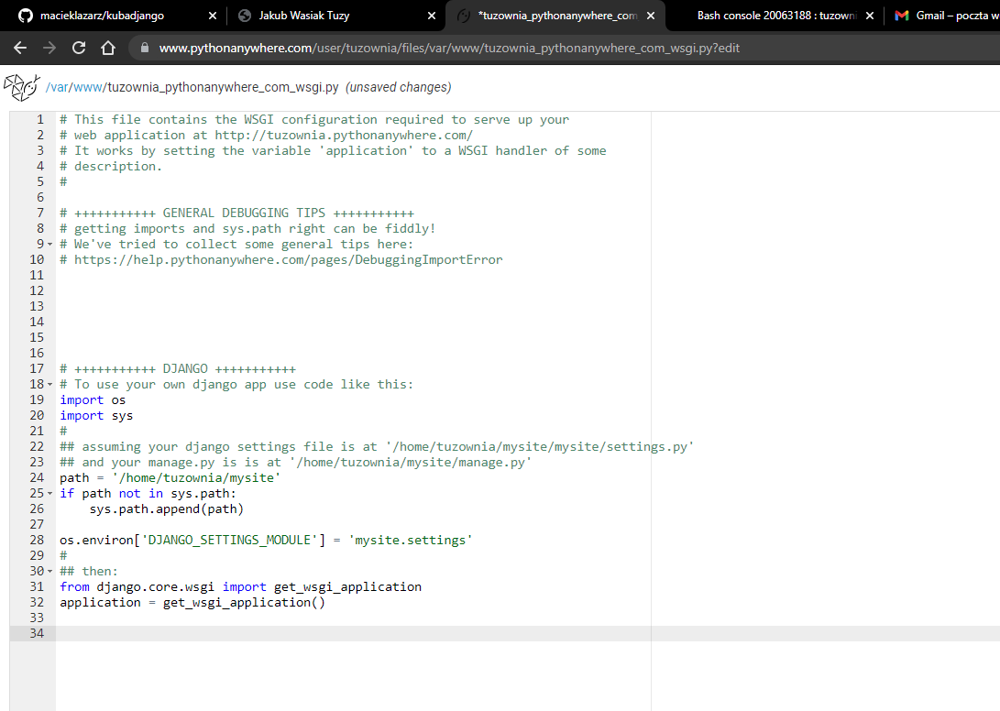 macieklazarz/kubadjango
Jakub Wasiak Tuzy
*tuzownia_pythonanywhere_com
Bash console 20063188 : tuzowni
Gmail – poczta w
www.pythonanywhere.com/user/tuzownia/files/var/www/tuzownia_pythonanywhere_com_wsgi.py?edit
/var/www/tuzownia_pythonanywhere_com_wsgi.py (unsaved changes)
1 # This file contains the WSGI configuration required to serve up your
2 # web application at http://tuzownia.pythonanywhere.com/
3 # It works by setting the variable 'application' to a WSGI handler of some
4 # description.
5 #
6
7 # +++++++++++ GENERAL DEBUGGING TIPS +++++++++++
8 # getting imports and sys.path right can be fiddly!
9 # We've tried to collect some general tips here:
10 # https://help.pythonanywhere.com/pages/DebuggingImportError
11
12
13
14
15
16
17 # +++++++++++ DJANGO +++++++++++
18 # To use your own django app use code like this:
19 import os
20 import sys
21 #
22 ## assuming your django settings file is at '/home/tuzownia/mysite/mysite/settings.py'
23 ## and your manage.py is is at '/home/tuzownia/mysite/manage.py'
24 path = '/home/tuzownia/mysite'
25 if path not in sys.path:
26     sys.path.append(path)
27
28 os.environ['DJANGO_SETTINGS_MODULE'] = 'mysite.settings'
29 #
30 ## then:
31 from django.core.wsgi import get_wsgi_application
32 application = get_wsgi_application()
33
34